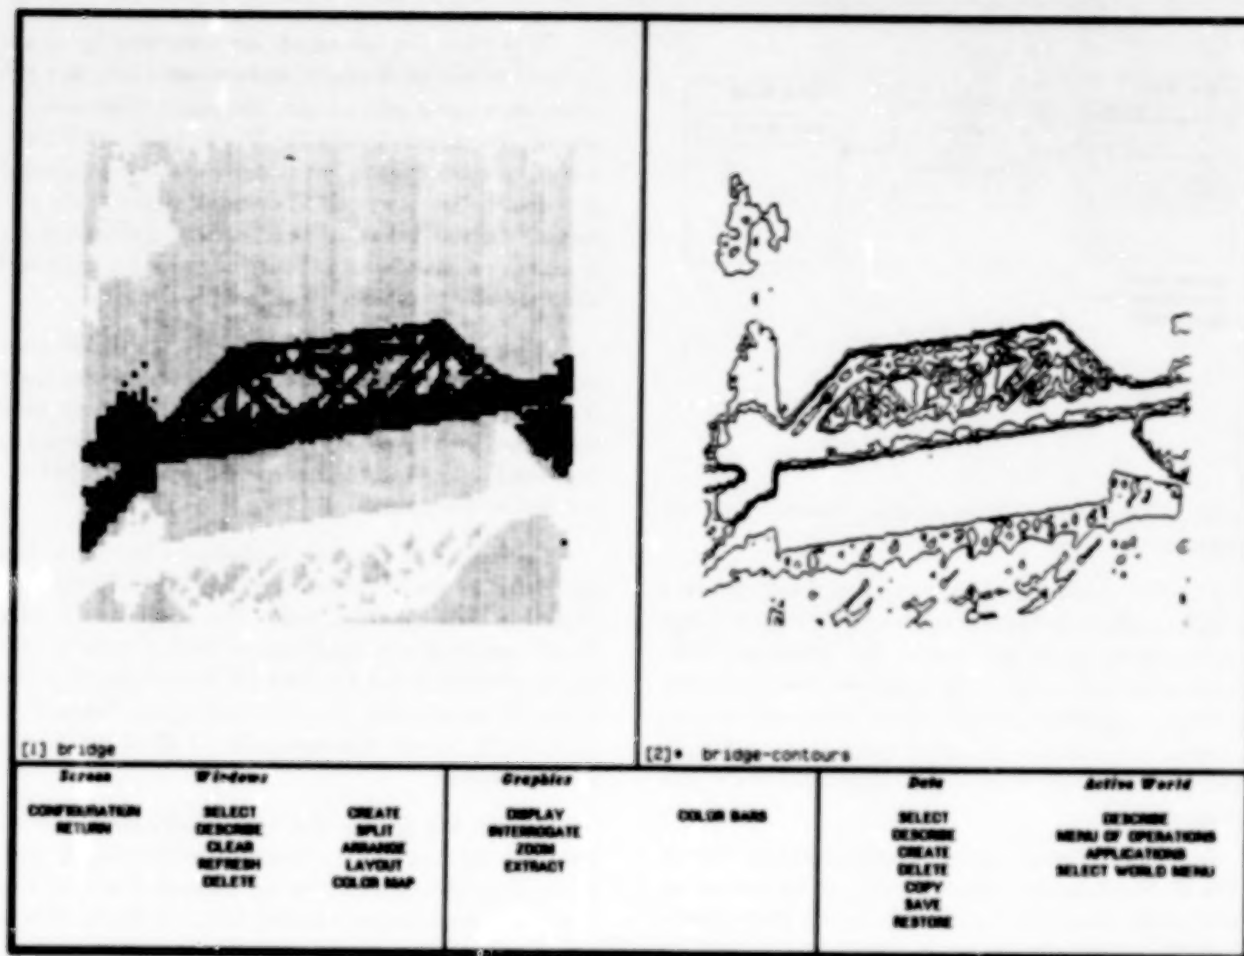 [1] bridge
[2]* bridge-contours
Screen
CONFIGURATION
RETURN
Windows
SELECT CREATE
DESCRIBE SPLIT
CLEAR ARRANGE
REFRESH LAYOUT
DELETE COLOR MAP
Graphics
DISPLAY COLOR BARS
INTERROGATE
ZOOM
EXTRACT
Data
SELECT
DESCRIBE
CREATE
DELETE
COPY
SAVE
RESTORE
Active World
DESCRIBE
MENU OF OPERATIONS
APPLICATIONS
SELECT WORLD MENU